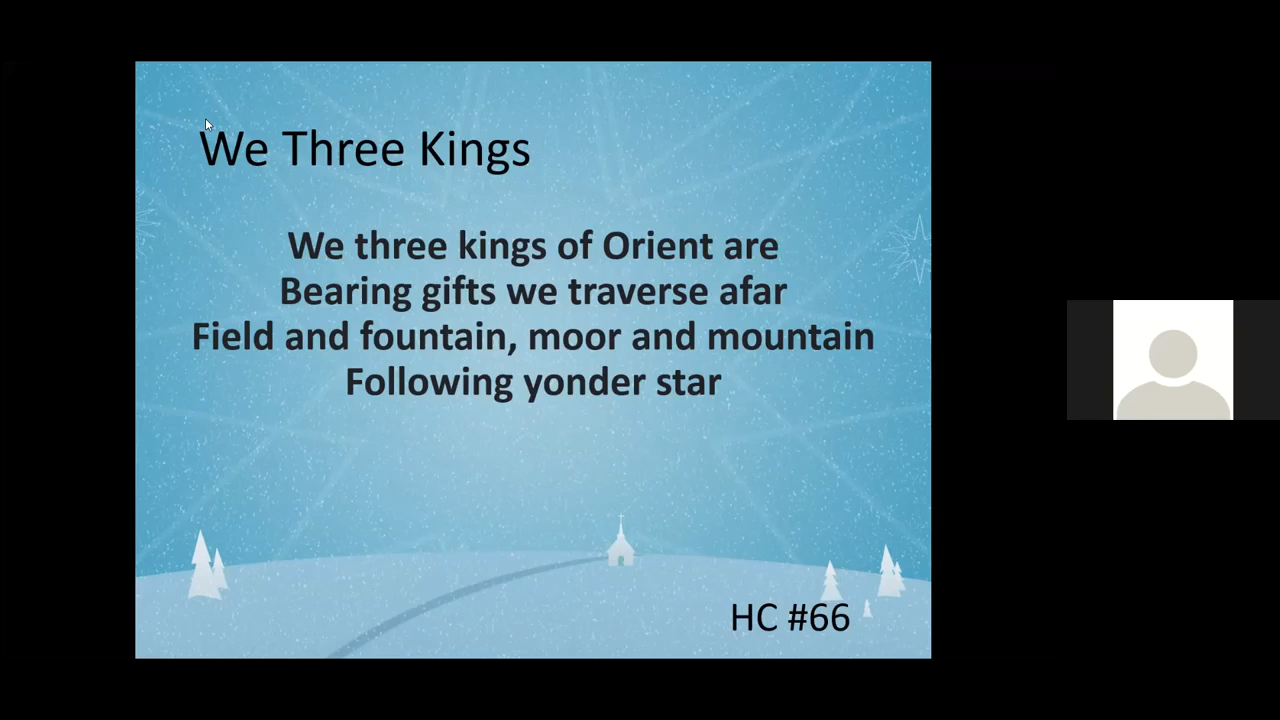 We Three Kings
We three kings of Orient are
Bearing gifts we traverse afar
Field and fountain, moor and mountain
Following yonder star
HC #66